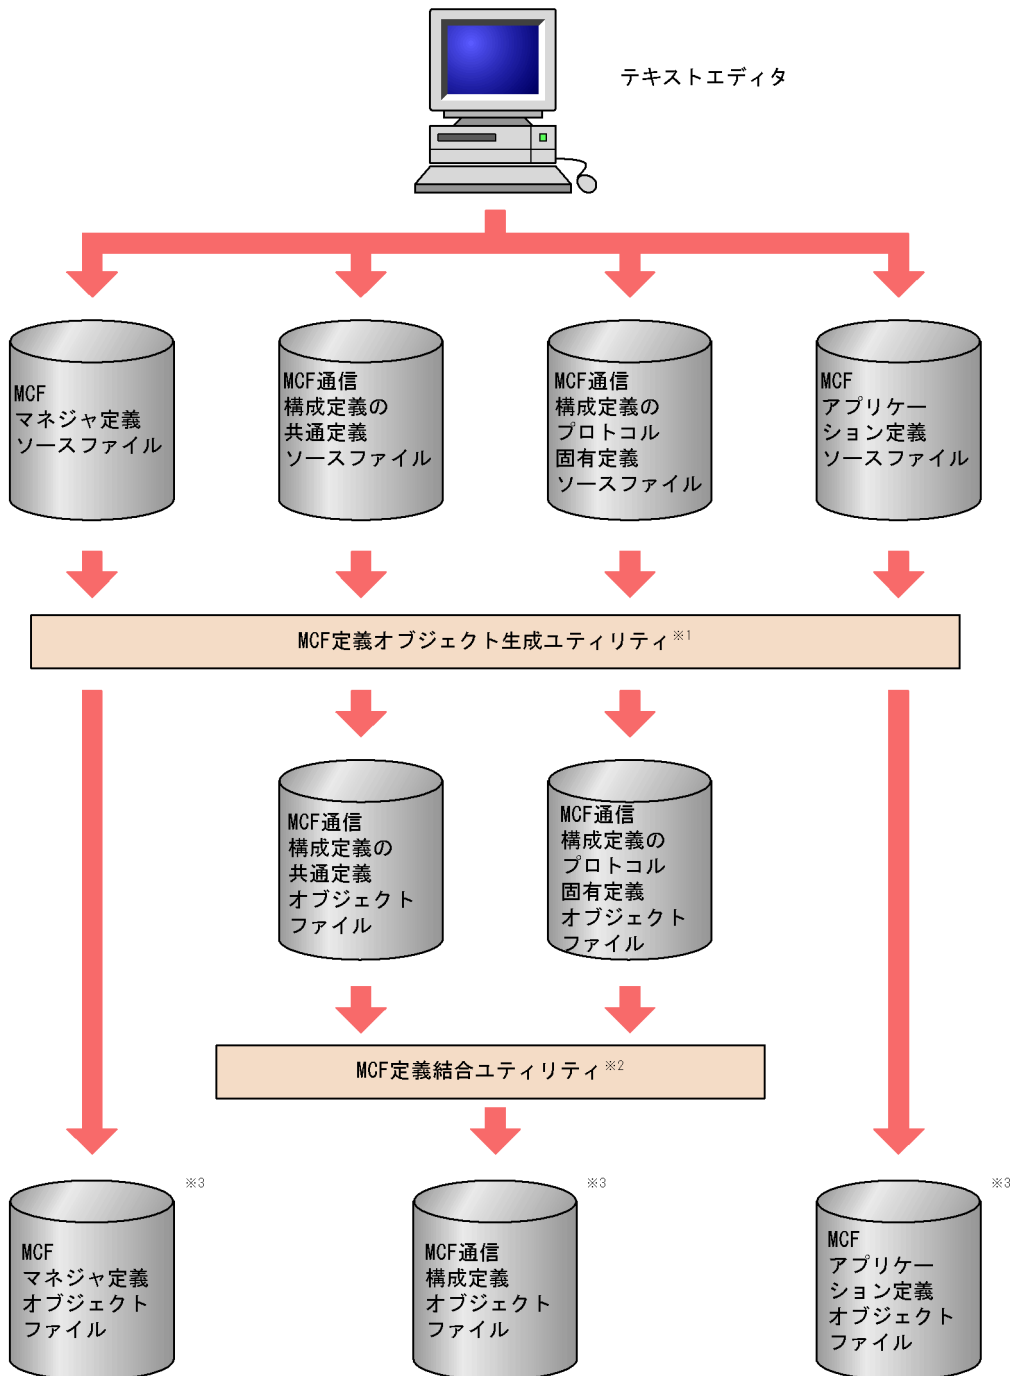 テキストエディタ
MCF
マネジャ定義
ソースファイル
MCF通信
構成定義の
共通定義
ソースファイル
MCF通信
構成定義の
プロトコル
固有定義
ソースファイル
MCF
アプリケー
ション定義
ソースファイル
MCF定義オブジェクト生成ユティリティ※1
MCF通信
構成定義の
共通定義
オブジェクト
ファイル
MCF通信
構成定義の
プロトコル
固有定義
オブジェクト
ファイル
MCF定義結合ユティリティ※2
※3
MCF
マネジャ定義
オブジェクト
ファイル
※3
MCF通信
構成定義
オブジェクト
ファイル
※3
MCF
アプリケー
ション定義
オブジェクト
ファイル